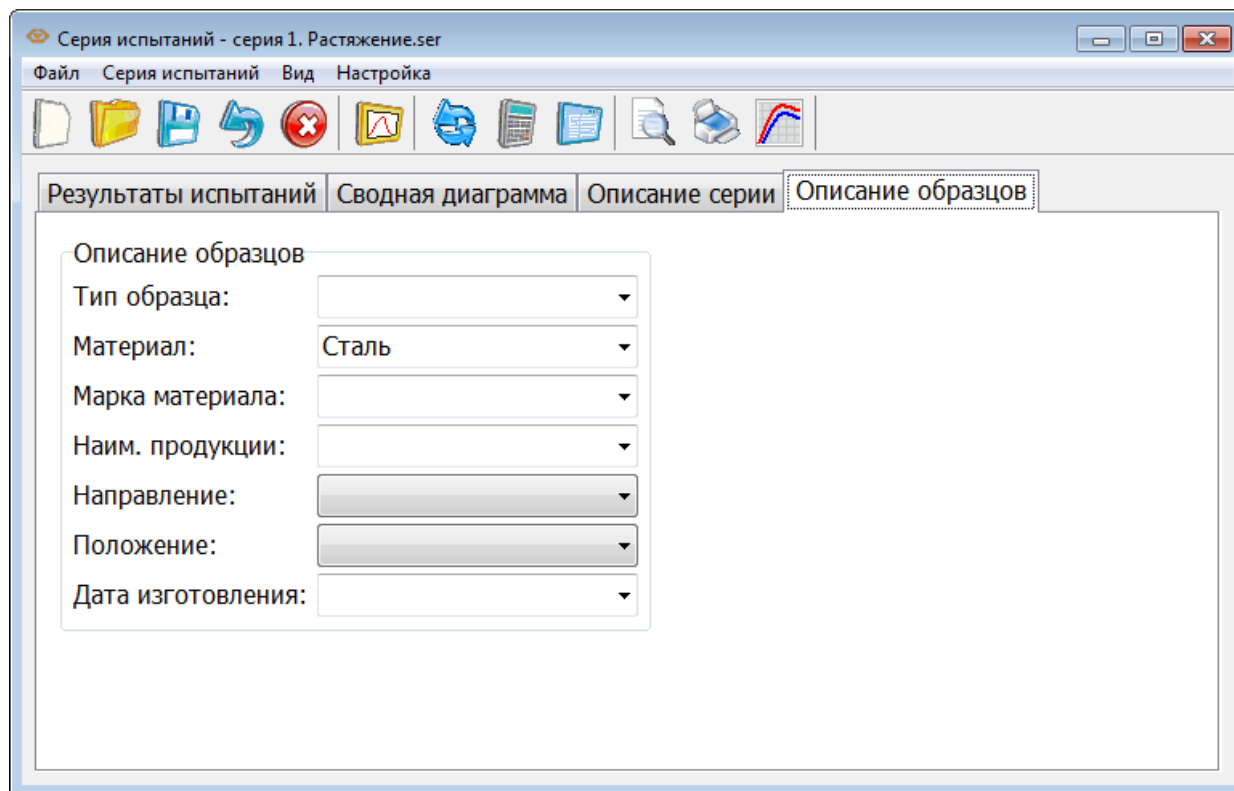 Серия испытаний - серия 1. Растяжение.ser
Файл Серия испытаний Вид Настройка
Результаты испытаний Сводная диаграмма Описание серии Описание образцов
Описание образцов
Тип образца:
Материал: Сталь
Марка материала:
Наим. продукции:
Направление:
Положение:
Дата изготовления: